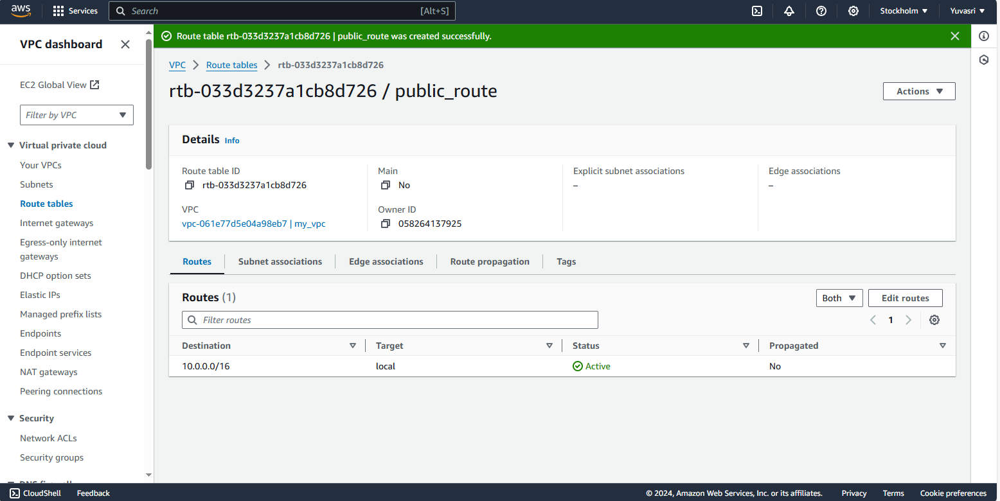 aws
Services
Search
[Alt+S]
Stockholm
Yuvasri
VPC dashboard
EC2 Global View
Filter by VPC
Virtual private cloud
Your VPCs
Subnets
Route tables
Internet gateways
Egress-only internet
gateways
DHCP option sets
Elastic IPs
Managed prefix lists
Endpoints
Endpoint services
NAT gateways
Peering connections
Security
Network ACLs
Security groups
DNS firewall
Route table rtb-033d3237a1cb8d726 | public_route was created successfully.
VPC
Route tables
rtb-033d3237a1cb8d726
rtb-033d3237a1cb8d726 / public_route
Actions
Details Info
Route table ID
rtb-033d3237a1cb8d726
Main
No
Explicit subnet associations
–
Edge associations
–
VPC
vpc-061e77d5e04a98eb7 | my_vpc
Owner ID
058264137925
Routes
Subnet associations
Edge associations
Route propagation
Tags
Routes (1)
Both
Edit routes
Filter routes
1
Destination
Target
Status
Propagated
10.0.0.0/16
local
Active
No
CloudShell
Feedback
© 2024, Amazon Web Services, Inc. or its affiliates.
Privacy
Terms
Cookie preferences